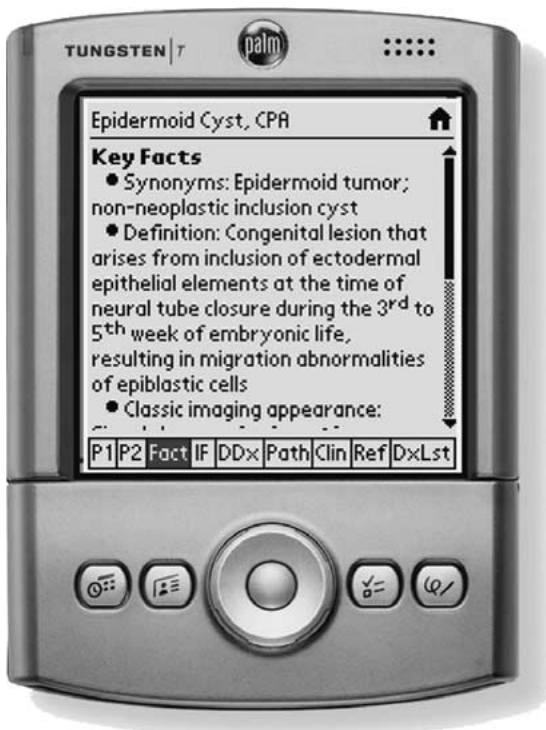 TUNGSTEN | T
palm
Epidermoid Cyst, CPA
Key Facts
● Synonyms: Epidermoid tumor;
non-neoplastic inclusion cyst
● Definition: Congenital lesion that
arises from inclusion of ectodermal
epithelial elements at the time of
neural tube closure during the 3rd to
5th week of embryonic life,
resulting in migration abnormalities
of epiblastic cells
● Classic imaging appearance:
P1 P2 Fact IF DDx Path Clin Ref DxLst